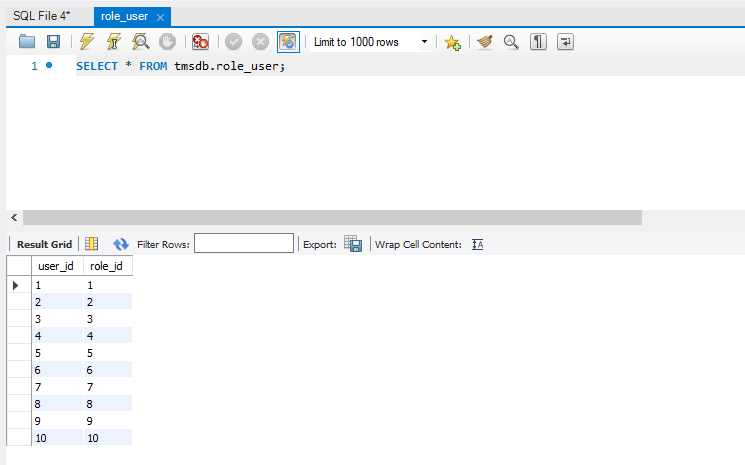 SQL File 4* role_user
Limit to 1000 rows
1 SELECT * FROM tmsdb.role_user;
Result Grid Filter Rows: Export: Wrap Cell Content:
user_id role_id
1 1
2 2
3 3
4 4
5 5
6 6
7 7
8 8
9 9
10 10